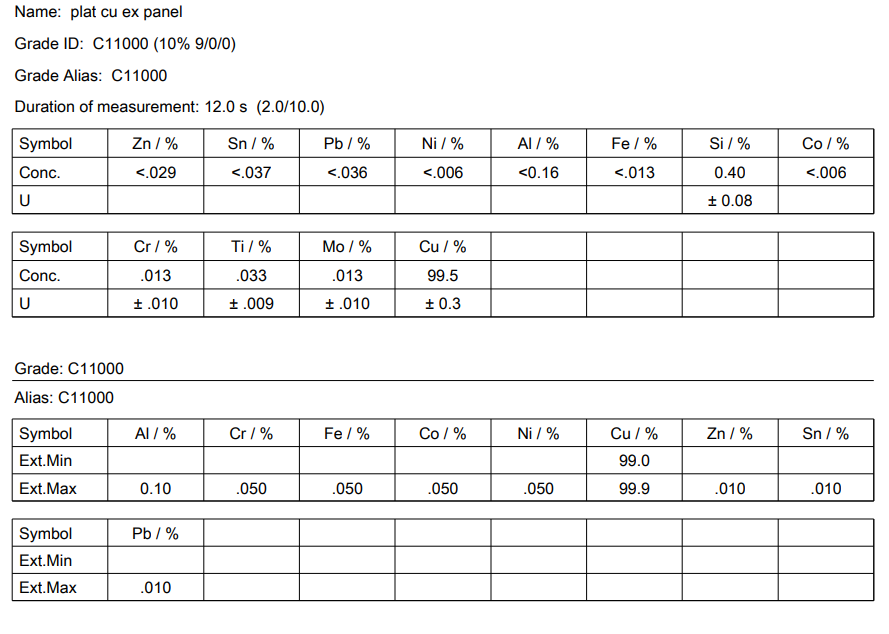 Name: plat cu ex panel
Grade ID: C11000 (10% 9/0/0)
Grade Alias: C11000
Duration of measurement: 12.0 s (2.0/10.0)
Symbol Zn / % Sn / % Pb / % Ni / % Al / % Fe / % Si / % Co / %
Conc. <.029 <.037 <.036 <.006 <0.16 <.013 0.40 <.006
U ± 0.08
Symbol Cr / % Ti / % Mo / % Cu / %
Conc. .013 .033 .013 99.5
U ± .010 ± .009 ± .010 ± 0.3
Grade: C11000
Alias: C11000
Symbol Al / % Cr / % Fe / % Co / % Ni / % Cu / % Zn / % Sn / %
Ext.Min 99.0
Ext.Max 0.10 .050 .050 .050 .050 99.9 .010 .010
Symbol Pb / %
Ext.Min
Ext.Max .010